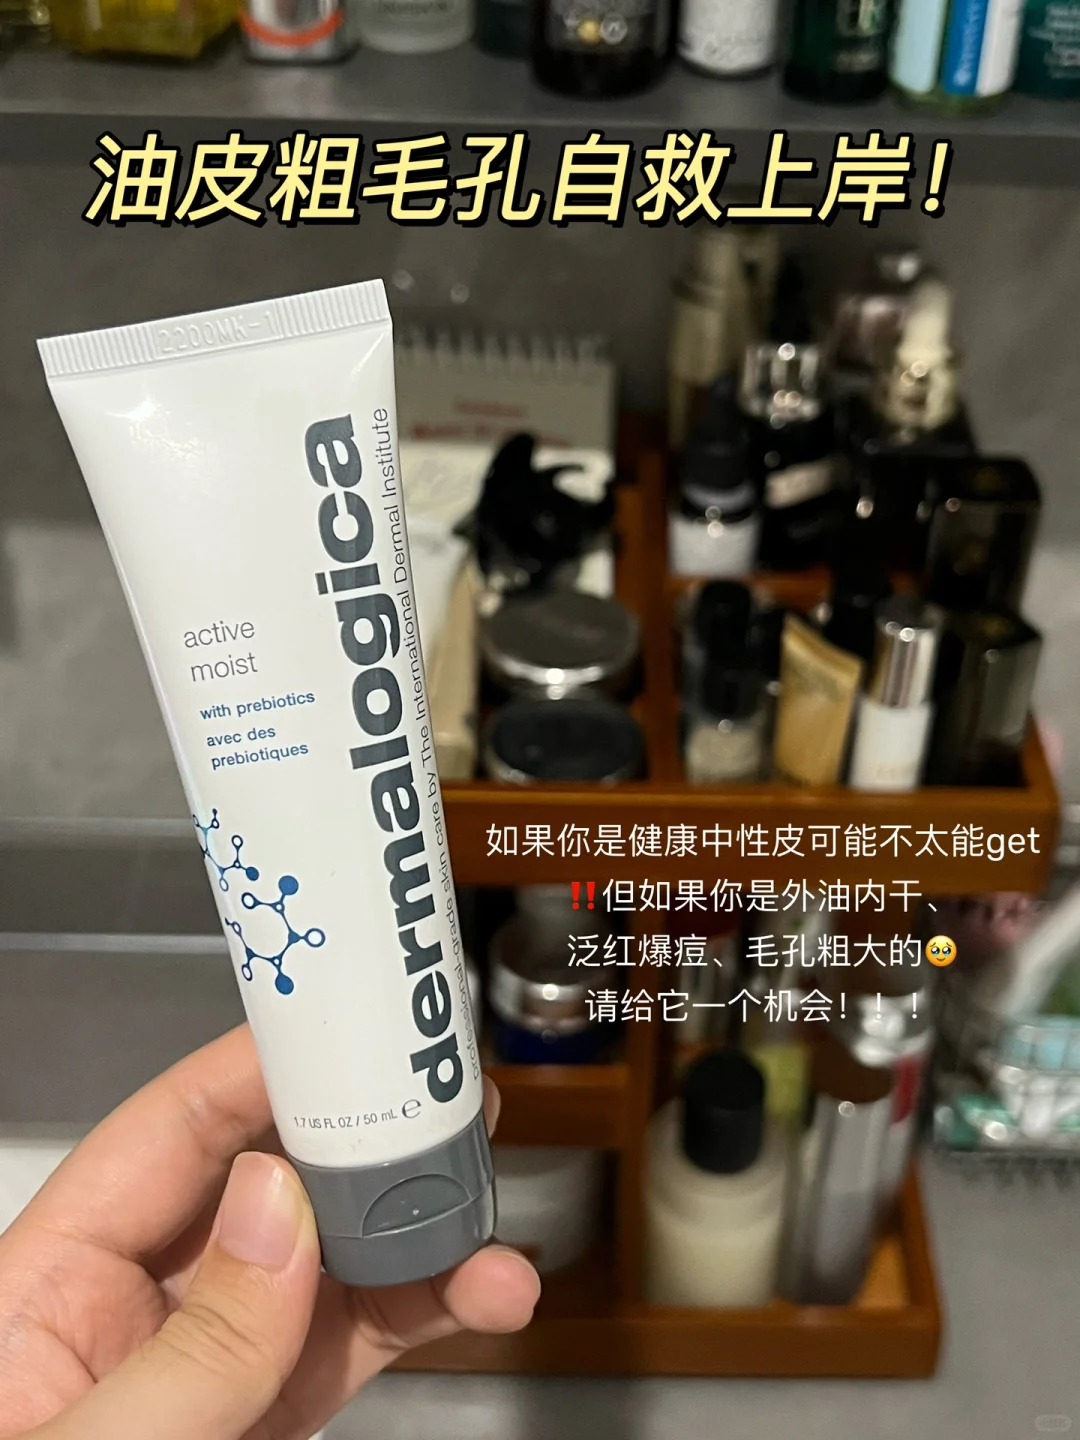 油皮粗毛孔自救上岸！
2200MK-1
dermalogica
professional grade skin care by The International Dermal Institute
active
moist
with prebiotics
avec des
prebiotiques
1.7 US FL OZ / 50 mL e
如果你是健康中性皮可能不太能get
‼️但如果你是外油内干、
泛红爆痘、毛孔粗大的🥹
请给它一个机会！！！